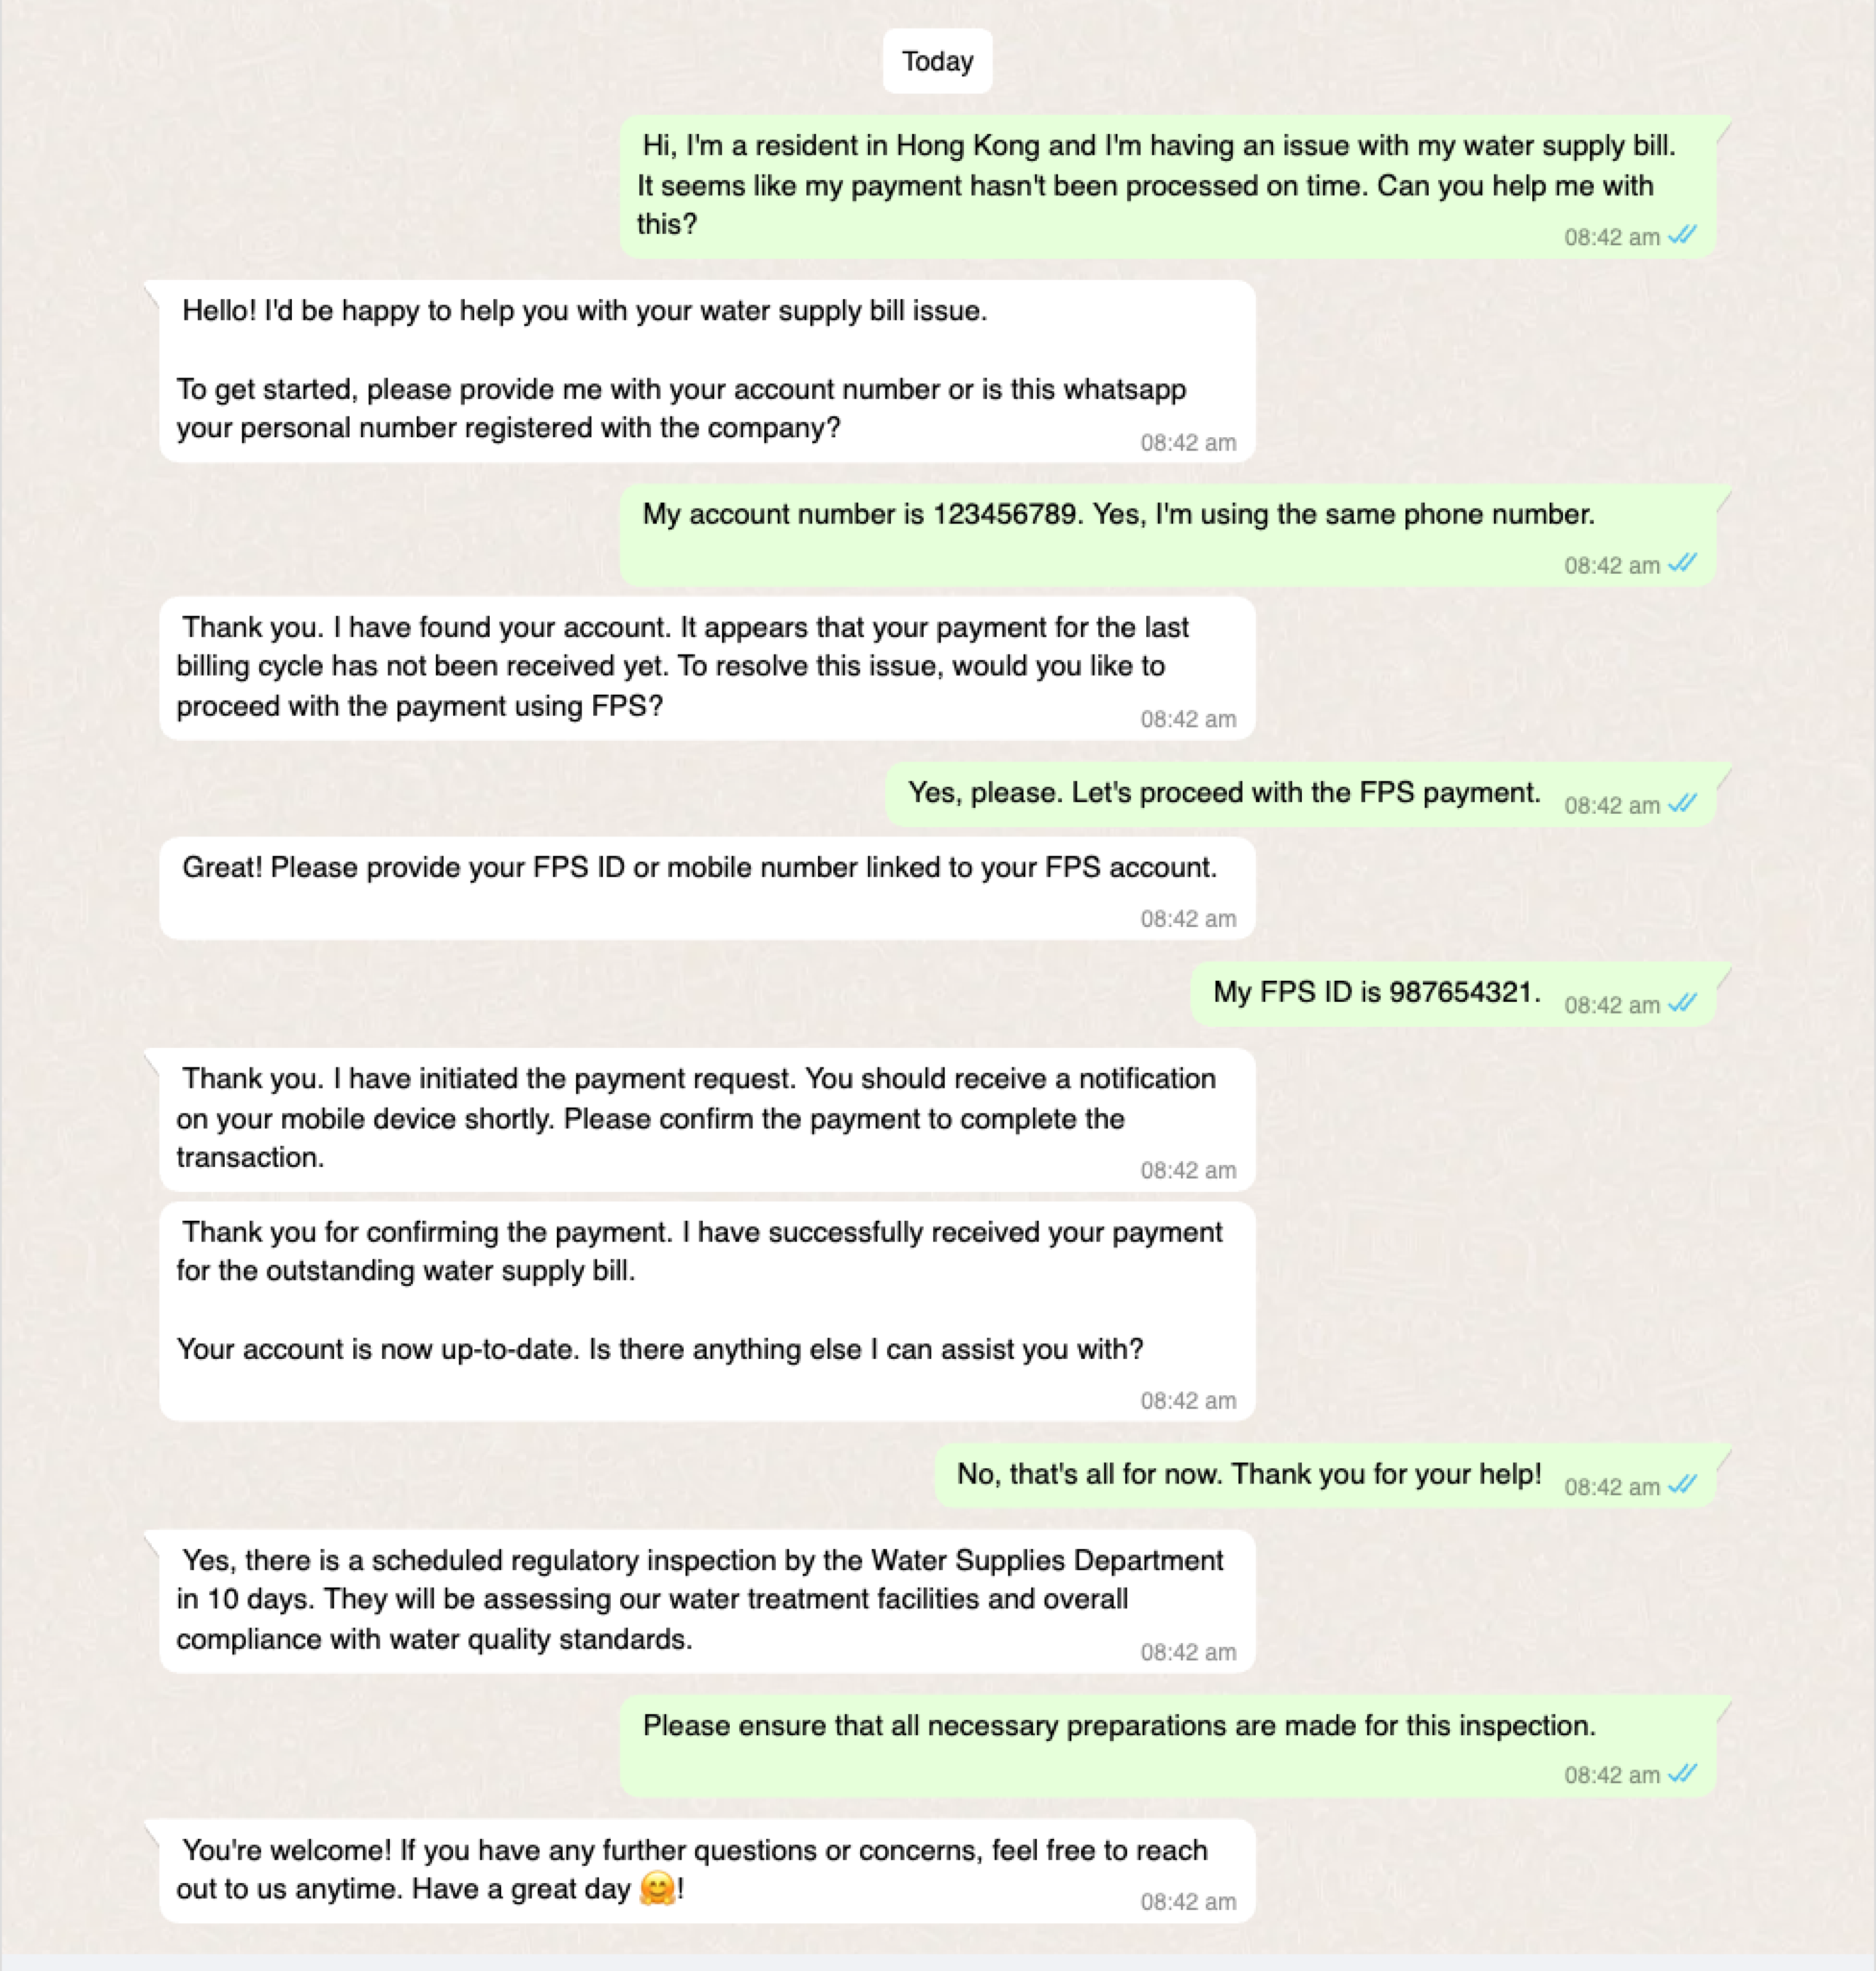 Today
Hi, I'm a resident in Hong Kong and I'm having an issue with my water supply bill.
It seems like my payment hasn't been processed on time. Can you help me with
this?
08:42 am
Hello! I'd be happy to help you with your water supply bill issue.
To get started, please provide me with your account number or is this whatsapp
your personal number registered with the company?
08:42 am
My account number is 123456789. Yes, I'm using the same phone number.
08:42 am
Thank you. I have found your account. It appears that your payment for the last
billing cycle has not been received yet. To resolve this issue, would you like to
proceed with the payment using FPS?
08:42 am
Yes, please. Let's proceed with the FPS payment. 08:42 am
Great! Please provide your FPS ID or mobile number linked to your FPS account.
08:42 am
My FPS ID is 987654321. 08:42 am
Thank you. I have initiated the payment request. You should receive a notification
on your mobile device shortly. Please confirm the payment to complete the
transaction.
08:42 am
Thank you for confirming the payment. I have successfully received your payment
for the outstanding water supply bill.
Your account is now up-to-date. Is there anything else I can assist you with?
08:42 am
No, that's all for now. Thank you for your help! 08:42 am
Yes, there is a scheduled regulatory inspection by the Water Supplies Department
in 10 days. They will be assessing our water treatment facilities and overall
compliance with water quality standards.
08:42 am
Please ensure that all necessary preparations are made for this inspection.
08:42 am
You're welcome! If you have any further questions or concerns, feel free to reach
out to us anytime. Have a great day 🤗!
08:42 am